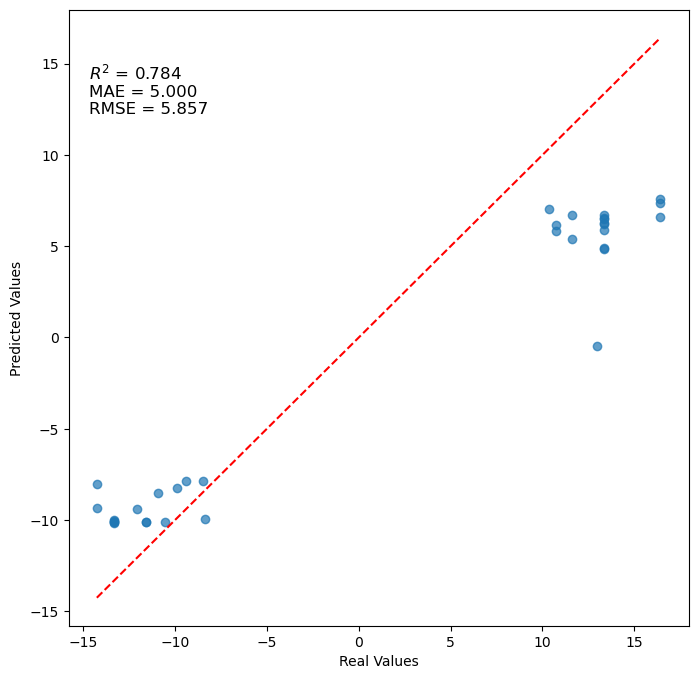 R² = 0.784
MAE = 5.000
RMSE = 5.857
15
10
5
0
−5
−10
−15
Predicted Values
−15 −10 −5 0 5 10 15
Real Values